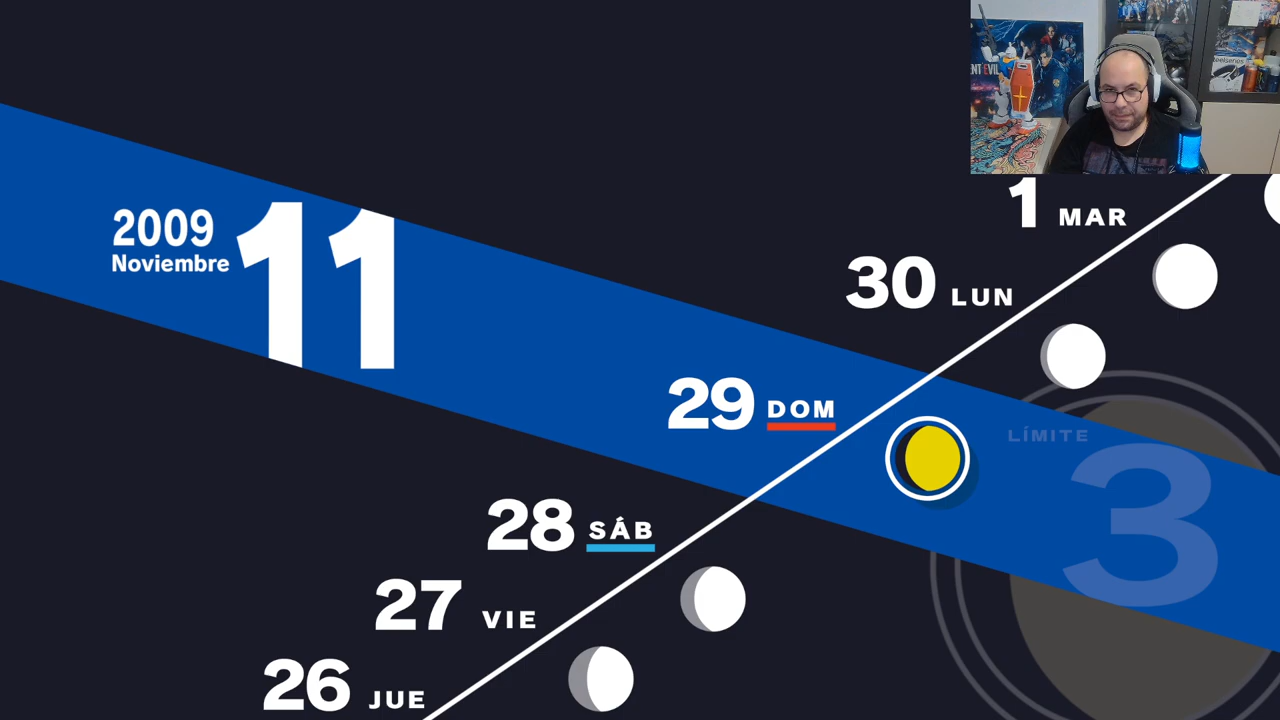 2009
Noviembre
11
1 MAR
30 LUN
29 DOM
LÍMITE
3
28 SÁB
27 VIE
26 JUE